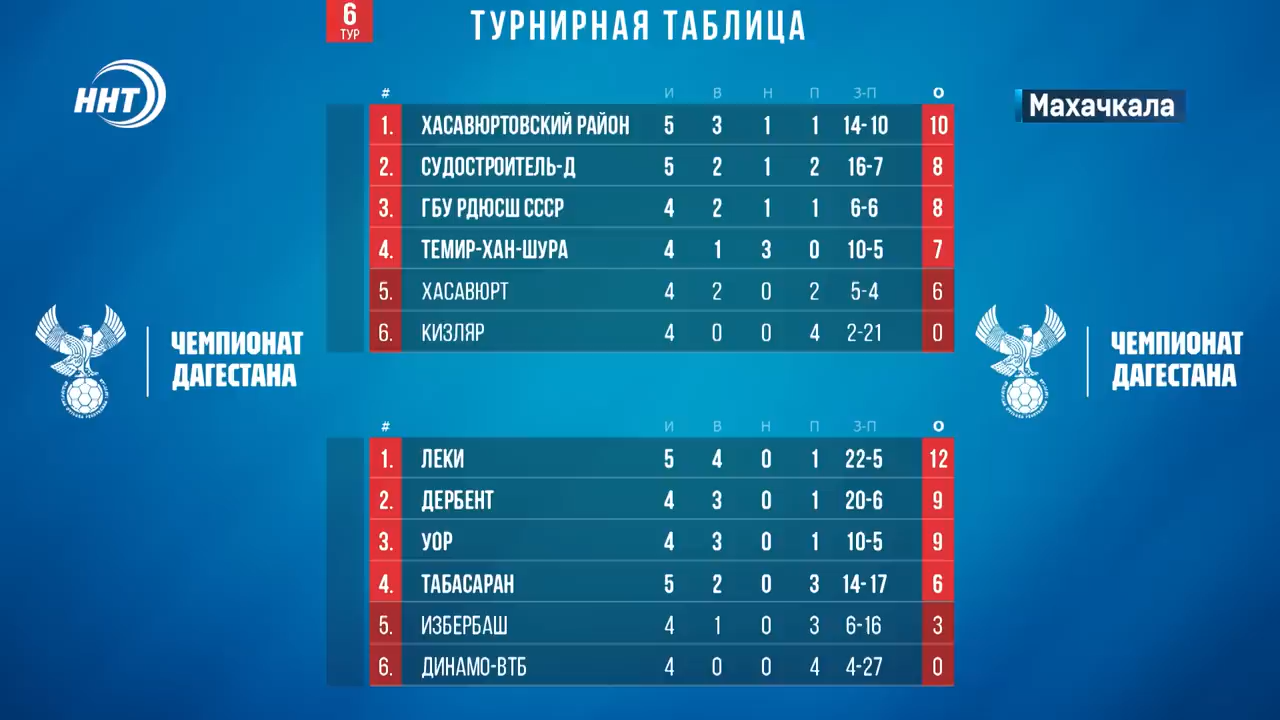 6
ТУР
ТУРНИРНАЯ ТАБЛИЦА
ННТ
Махачкала
# И В Н П З-П О
1. ХАСАВЮРТОВСКИЙ РАЙОН 5 3 1 1 14-10 10
2. СУДОСТРОИТЕЛЬ-Д 5 2 1 2 16-7 8
3. ГБУ РДЮСШ СССР 4 2 1 1 6-6 8
4. ТЕМИР-ХАН-ШУРА 4 1 3 0 10-5 7
5. ХАСАВЮРТ 4 2 0 2 5-4 6
6. КИЗЛЯР 4 0 0 4 2-21 0
ЧЕМПИОНАТ
ДАГЕСТАНА
ЧЕМПИОНАТ
ДАГЕСТАНА
# И В Н П З-П О
1. ЛЕКИ 5 4 0 1 22-5 12
2. ДЕРБЕНТ 4 3 0 1 20-6 9
3. УОР 4 3 0 1 10-5 9
4. ТАБАСАРАН 5 2 0 3 14-17 6
5. ИЗБЕРБАШ 4 1 0 3 6-16 3
6. ДИНАМО-ВТБ 4 0 0 4 4-27 0